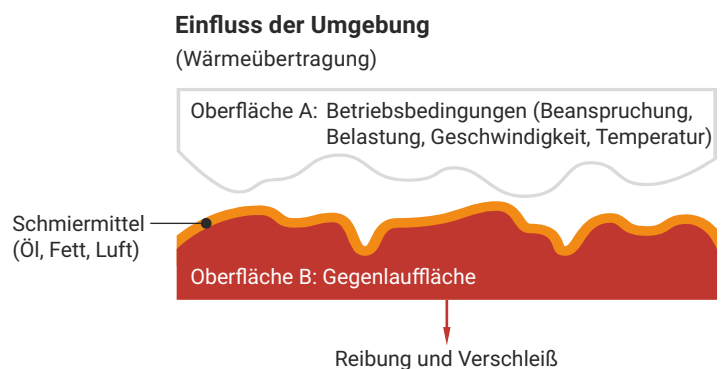 Einfluss der Umgebung
(Wärmeübertragung)
Oberfläche A: Betriebsbedingungen (Beanspruchung,
Belastung, Geschwindigkeit, Temperatur)
Schmiermittel
(Öl, Fett, Luft)
Oberfläche B: Gegenlauffläche
Reibung und Verschleiß